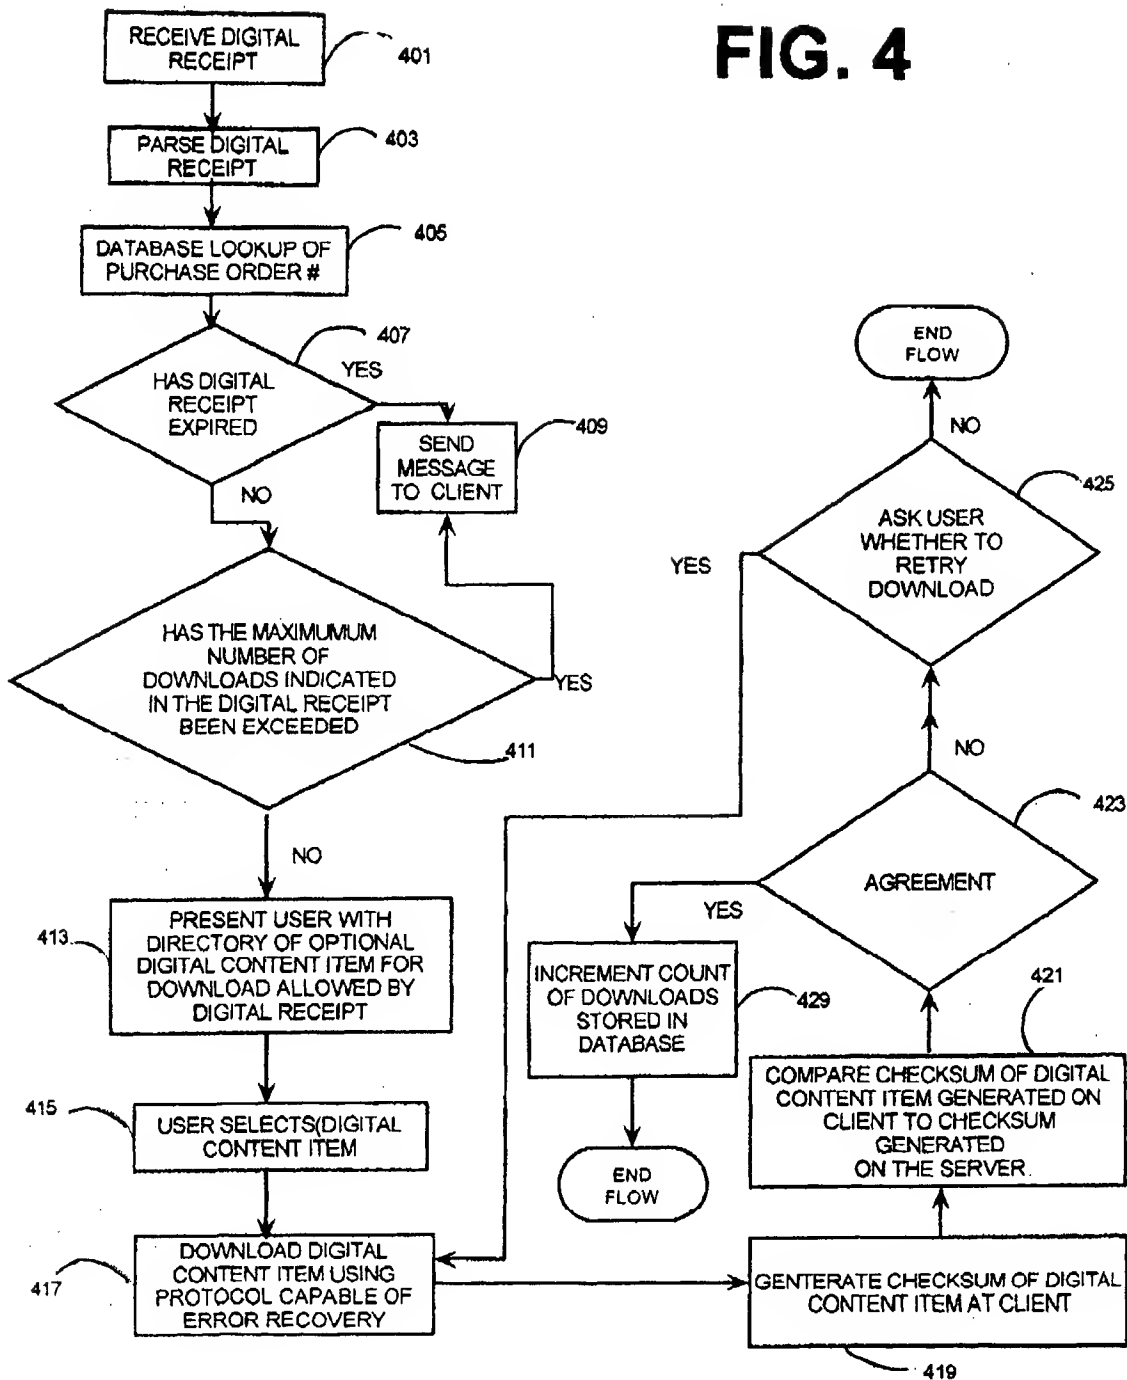 FIG. 4
RECEIVE DIGITAL
RECEIPT
401
PARSE DIGITAL
RECEIPT
403
DATABASE LOOKUP OF
PURCHASE ORDER #
405
HAS DIGITAL
RECEIPT
EXPIRED
407
YES
SEND
MESSAGE
TO CLIENT
409
NO
HAS THE MAXIMUMUM
NUMBER OF
DOWNLOADS INDICATED
IN THE DIGITAL RECEIPT
BEEN EXCEEDED
YES
411
NO
PRESENT USER WITH
DIRECTORY OF OPTIONAL
DIGITAL CONTENT ITEM FOR
DOWNLOAD ALLOWED BY
DIGITAL RECEIPT
413
USER SELECTS(DIGITAL
CONTENT ITEM
415
DOWNLOAD DIGITAL
CONTENT ITEM USING
PROTOCOL CAPABLE OF
ERROR RECOVERY
417
GENTERATE CHECKSUM OF DIGITAL
CONTENT ITEM AT CLIENT
419
COMPARE CHECKSUM OF DIGITAL
CONTENT ITEM GENERATED ON
CLIENT TO CHECKSUM
GENERATED
ON THE SERVER.
421
AGREEMENT
423
YES
INCREMENT COUNT
OF DOWNLOADS
STORED IN
DATABASE
429
END
FLOW
NO
ASK USER
WHETHER TO
RETRY
DOWNLOAD
425
YES
NO
END
FLOW